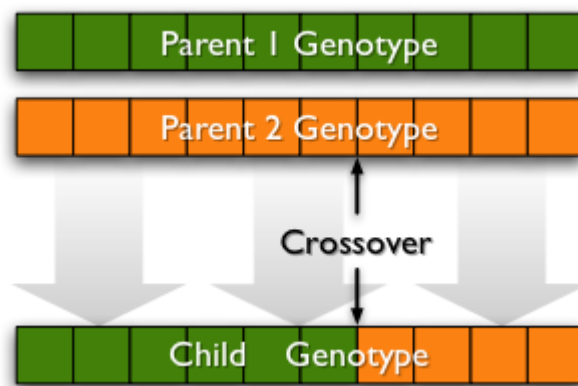 Parent 1 Genotype
Parent 2 Genotype
Crossover
Child Genotype